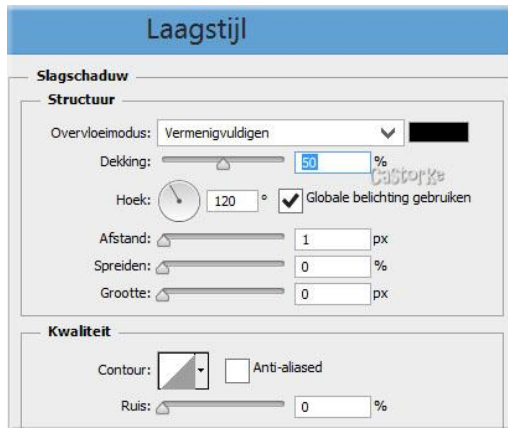 Laagstijl
Slagschaduw
Structuur
Overvloeimodus: Vermenigvuldigen
Dekking: 50 %
Castorke
Hoek: 120 ° Globale belichting gebruiken
Afstand: 1 px
Spreiden: 0 %
Grootte: 0 px
Kwaliteit
Contour: Anti-aliased
Ruis: 0 %